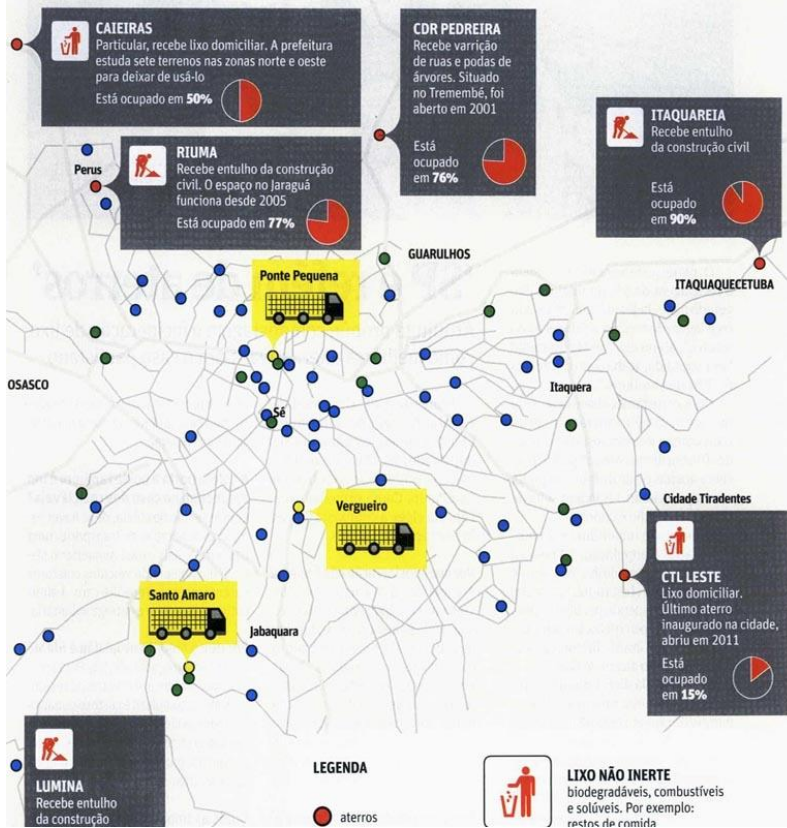 CAIEIRAS
Particular, recebe lixo domiciliar. A prefeitura
estuda sete terrenos nas zonas norte e oeste
para deixar de usá-lo
Está ocupado em 50%
CDR PEDREIRA
Recebe varrição
de ruas e podas de
árvores. Situado
no Tremembé, foi
aberto em 2001
Está
ocupado
em 76%
ITAQUAREIA
Recebe entulho
da construção civil
Está
ocupado
em 90%
Perus
RIUMA
Recebe entulho da construção
civil. O espaço no Jaraguá
funciona desde 2005
Está ocupado em 77%
GUARULHOS
Ponte Pequena
ITAQUAQUECETUBA
OSASCO
Itaquera
Sé
Vergueiro
Cidade Tiradentes
CTL LESTE
Lixo domiciliar.
Último aterro
inaugurado na cidade,
abriu em 2011
Está
ocupado
em 15%
Santo Amaro
Jabaquara
LUMINA
Recebe entulho
da construção
LEGENDA
aterros
LIXO NÃO INERTE
biodegradáveis, combustíveis
e solúveis. Por exemplo:
restos de comida